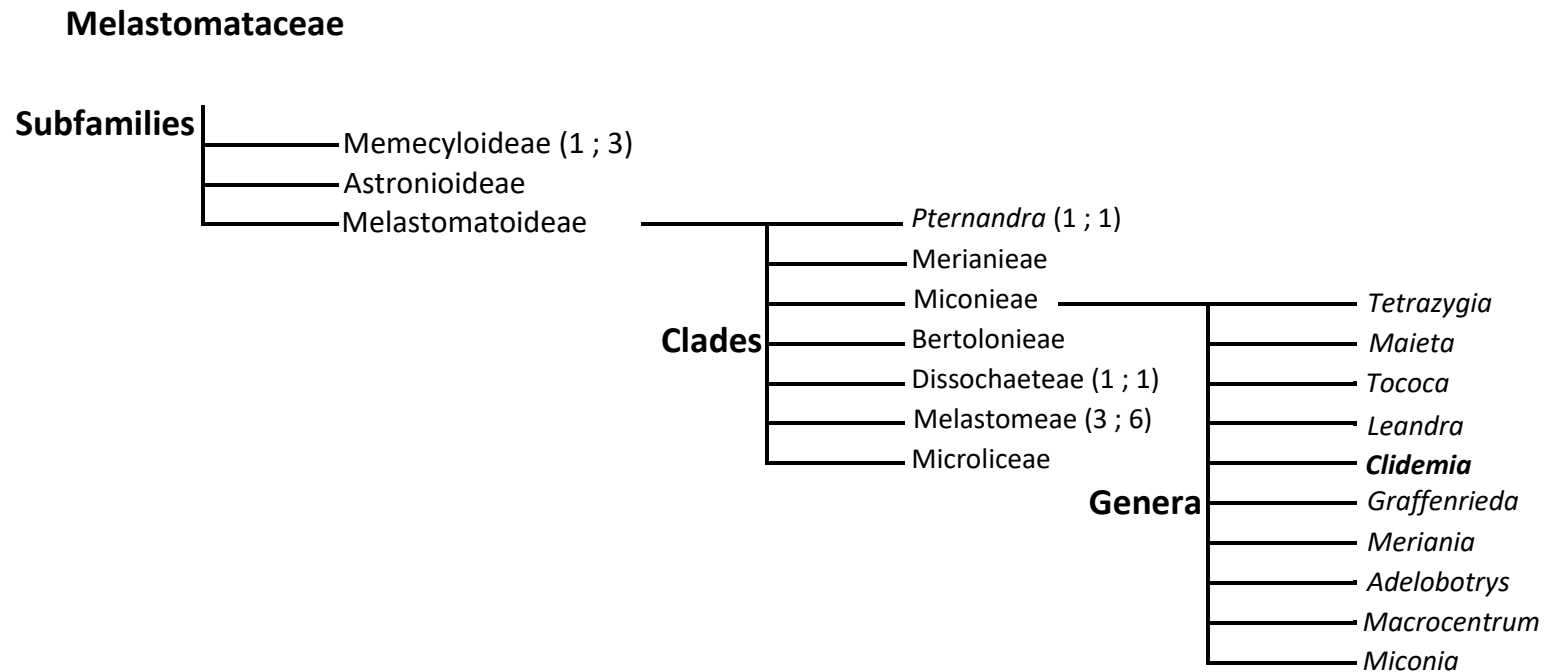 Melastomataceae
Subfamilies
Memecyloideae (1 ; 3)
Astronioideae
Melastomatoideae
Clades
Pternandra (1 ; 1)
Merianieae
Miconieae
Bertolonieae
Dissochaeteae (1 ; 1)
Melastomeae (3 ; 6)
Microliceae
Genera
Tetrazygia
Maieta
Tococa
Leandra
Clidemia
Graffenrieda
Meriania
Adelobotrys
Macrocentrum
Miconia